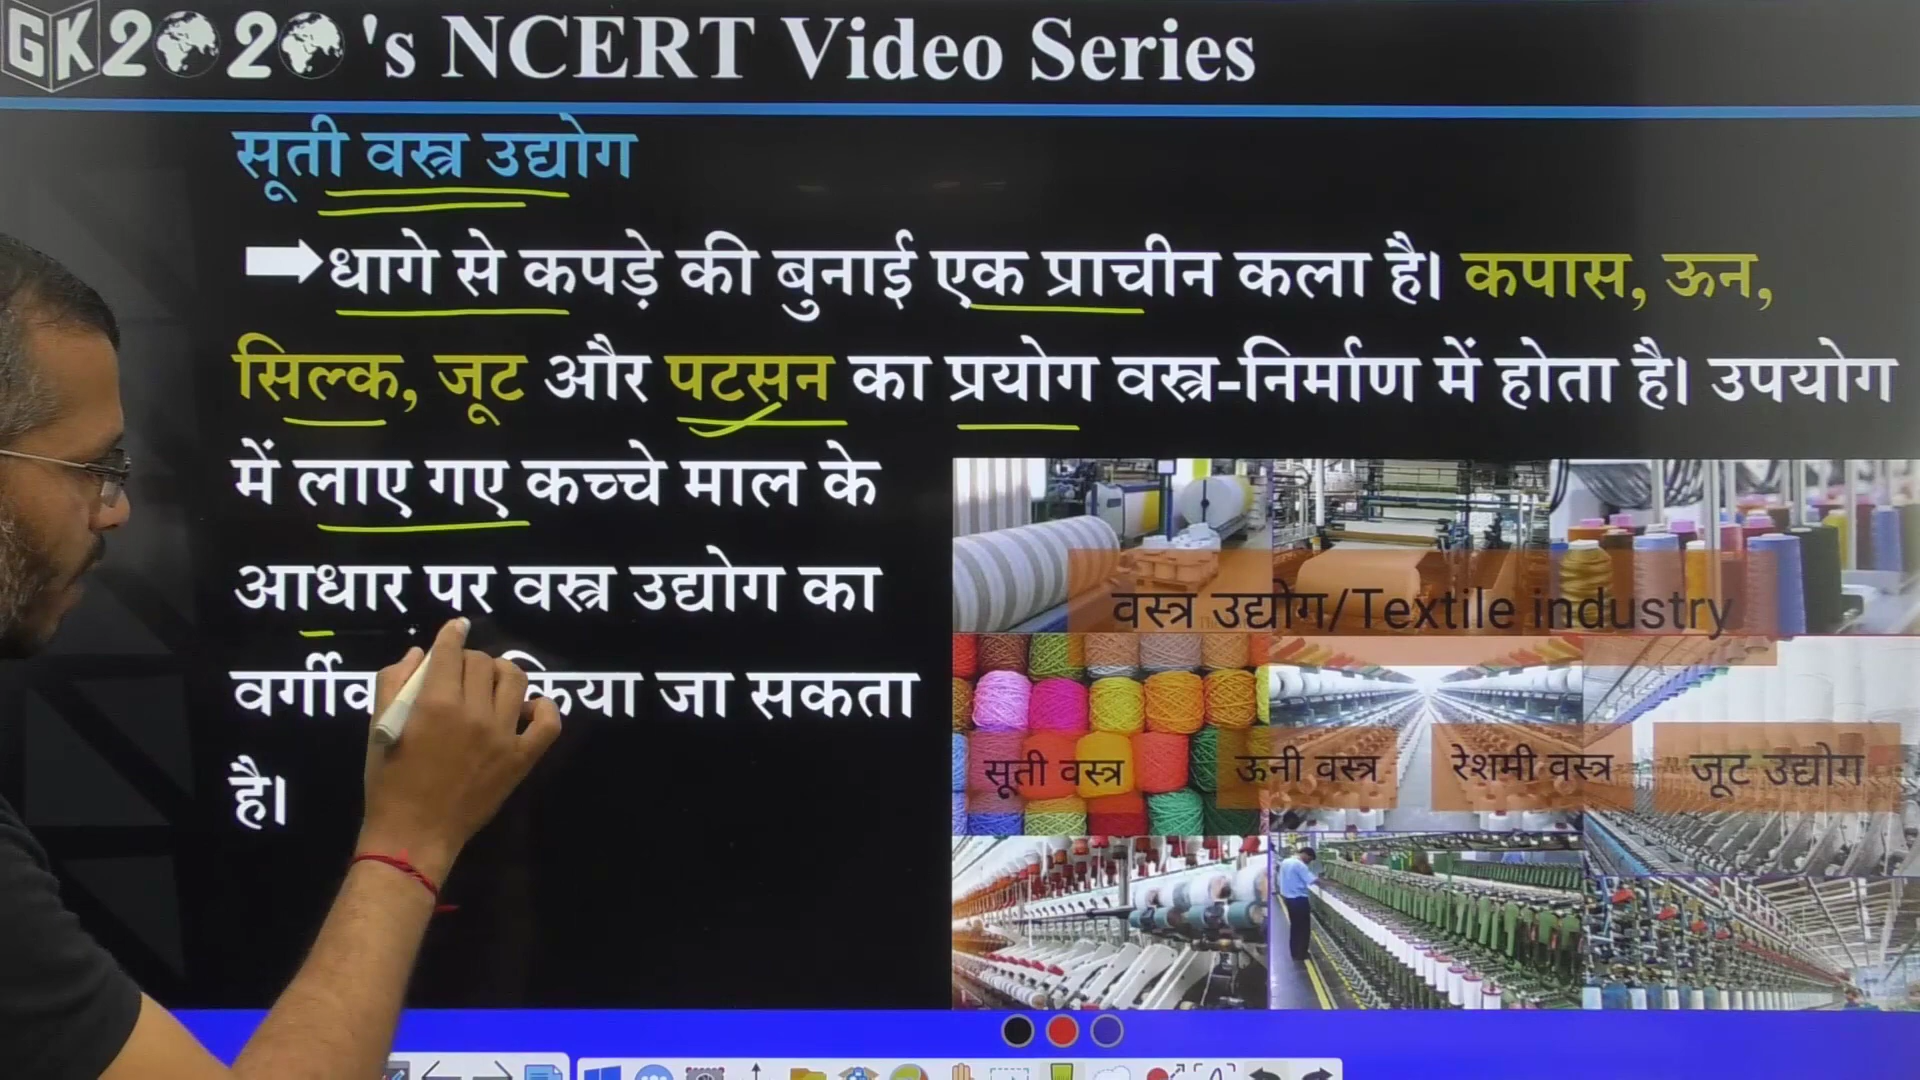 GK2020's NCERT Video Series
सूती वस्त्र उद्योग
धागे से कपड़े की बुनाई एक प्राचीन कला है। कपास, ऊन,
सिल्क, जूट और पटसन का प्रयोग वस्त्र-निर्माण में होता है। उपयोग
में लाए गए कच्चे माल के
आधार पर वस्त्र उद्योग का
किया जा सकता
है।
वस्त्र उद्योग/Textile industry
सूती वस्त्र ऊनी वस्त्र रेशमी वस्त्र जूट उद्योग